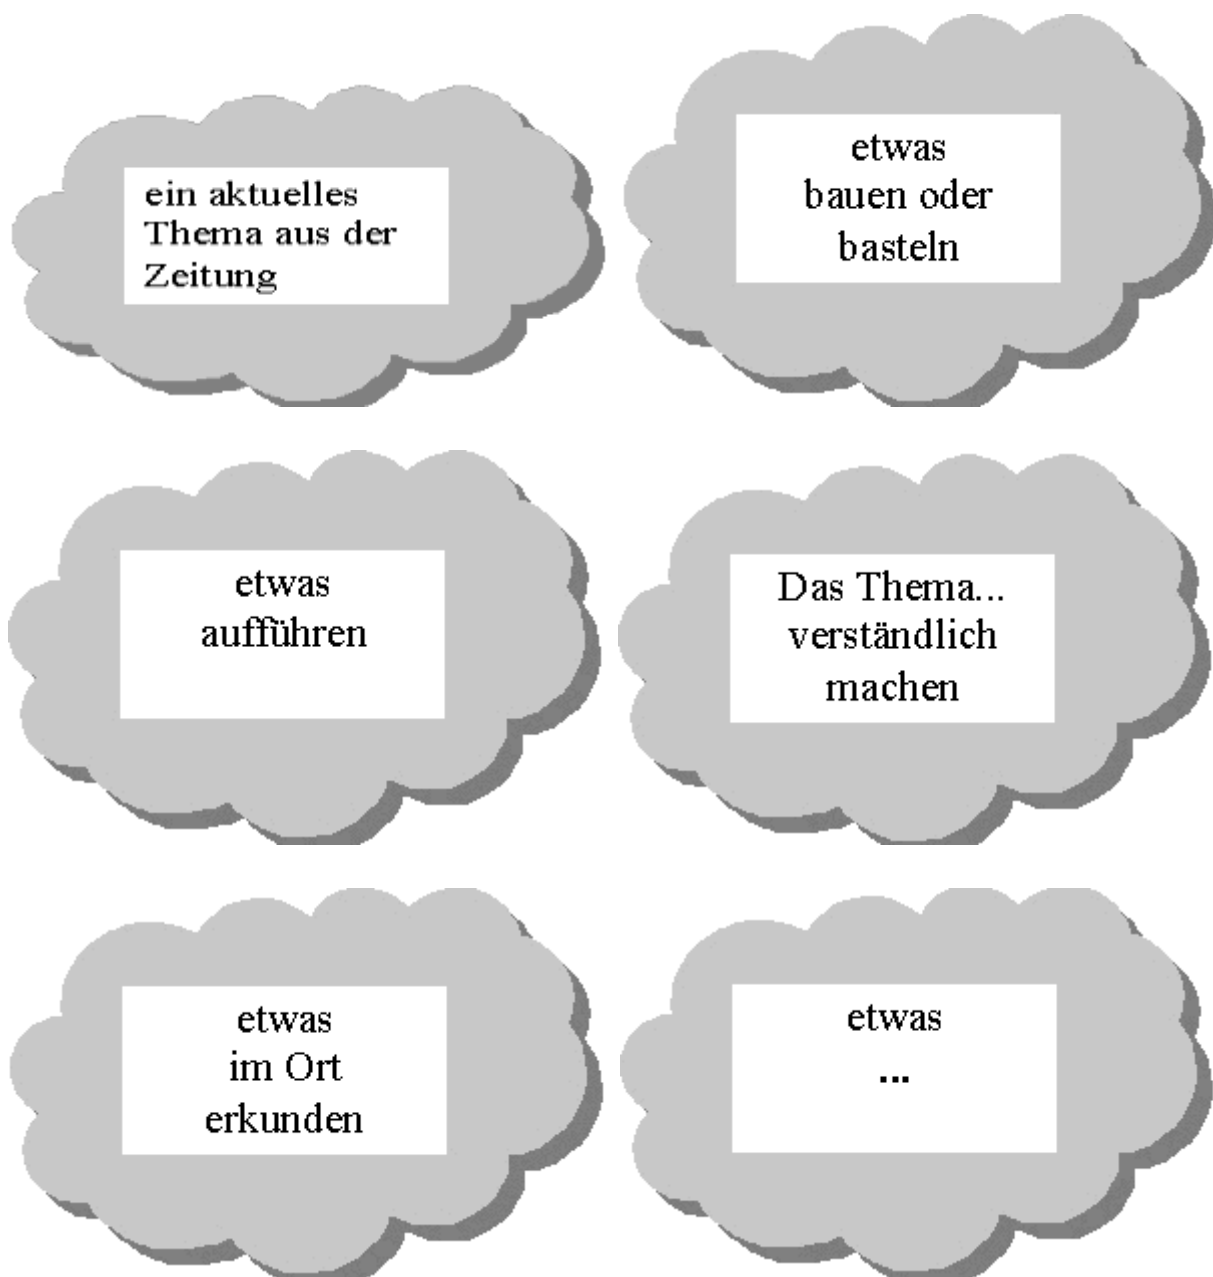 ein aktuelles
Thema aus der
Zeitung
etwas
bauen oder
basteln
etwas
aufführen
Das Thema...
verständlich
machen
etwas
im Ort
erkunden
etwas
...